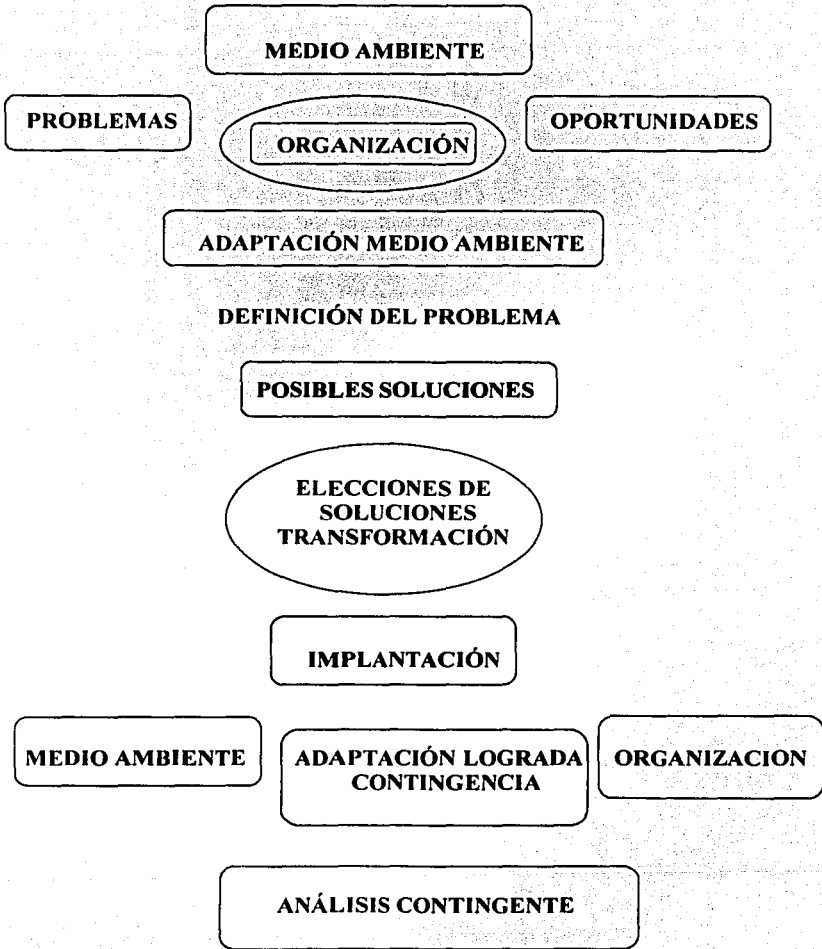 MEDIO AMBIENTE
PROBLEMAS
ORGANIZACIÓN
OPORTUNIDADES
ADAPTACIÓN MEDIO AMBIENTE
DEFINICIÓN DEL PROBLEMA
POSIBLES SOLUCIONES
ELECCIONES DE
SOLUCIONES
TRANSFORMACIÓN
IMPLANTACIÓN
MEDIO AMBIENTE
ADAPTACIÓN LOGRADA
CONTINGENCIA
ORGANIZACION
ANÁLISIS CONTINGENTE